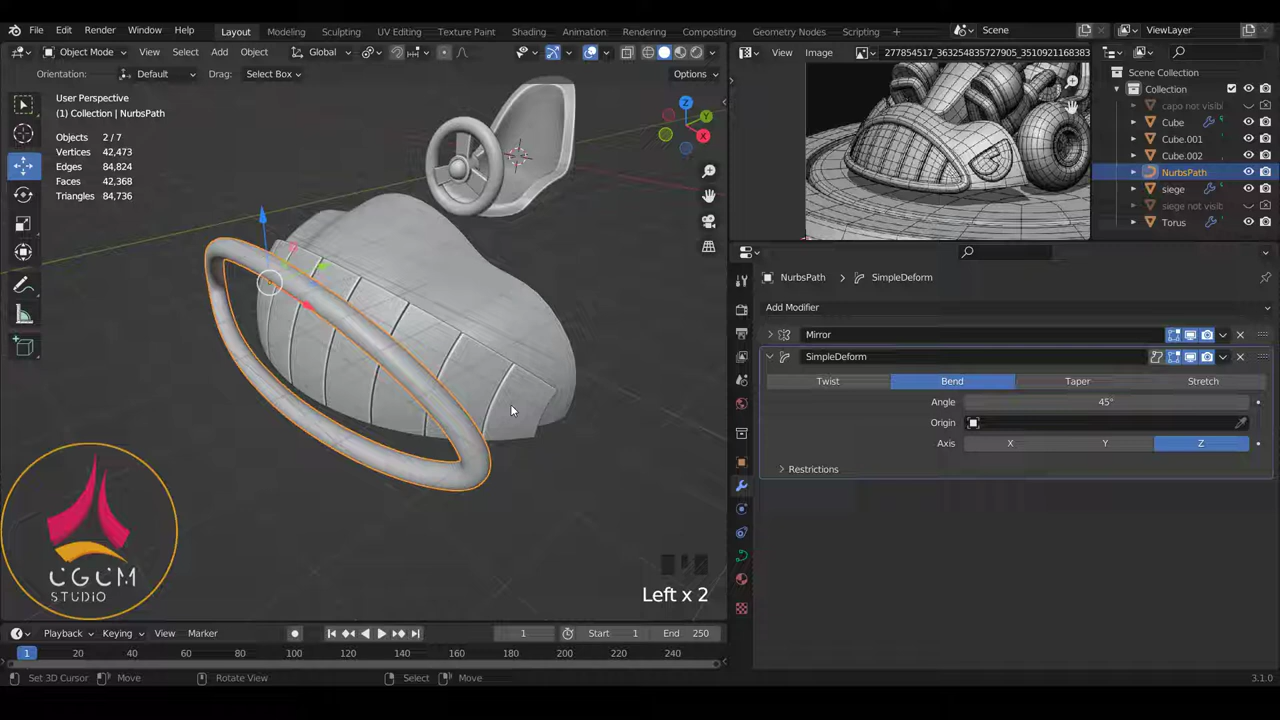 File Edit Render Window Help Layout Modeling Sculpting UV Editing Texture Paint Shading Animation Rendering Compositing Geometry Nodes Scripting Scene ViewLayer
Object Mode View Select Add Object Global View Image 277854517_363254835727905_3510921168383
Orientation: Default Drag: Select Box Options
Scene Collection
Collection
capo not visibl
Cube
Cube.001
Cube.002
NurbsPath
siege
siege not visibl
Torus
User Perspective
(1) Collection | NurbsPath
Objects 2 / 7
Vertices 42,473
Edges 84,824
Faces 42,368
Triangles 84,736
Z
Y
X
NurbsPath SimpleDeform
Add Modifier
Mirror
SimpleDeform
Twist Bend Taper Stretch
Angle 45°
Origin
Axis X Y Z
Restrictions
CGCM
STUDIO
Left x 2
Playback Keying View Marker 1 Start 1 End 250
1 20 40 60 80 100 120 140 160 180 200 220 240
Set 3D Cursor Move Rotate View Select Move 3.1.0